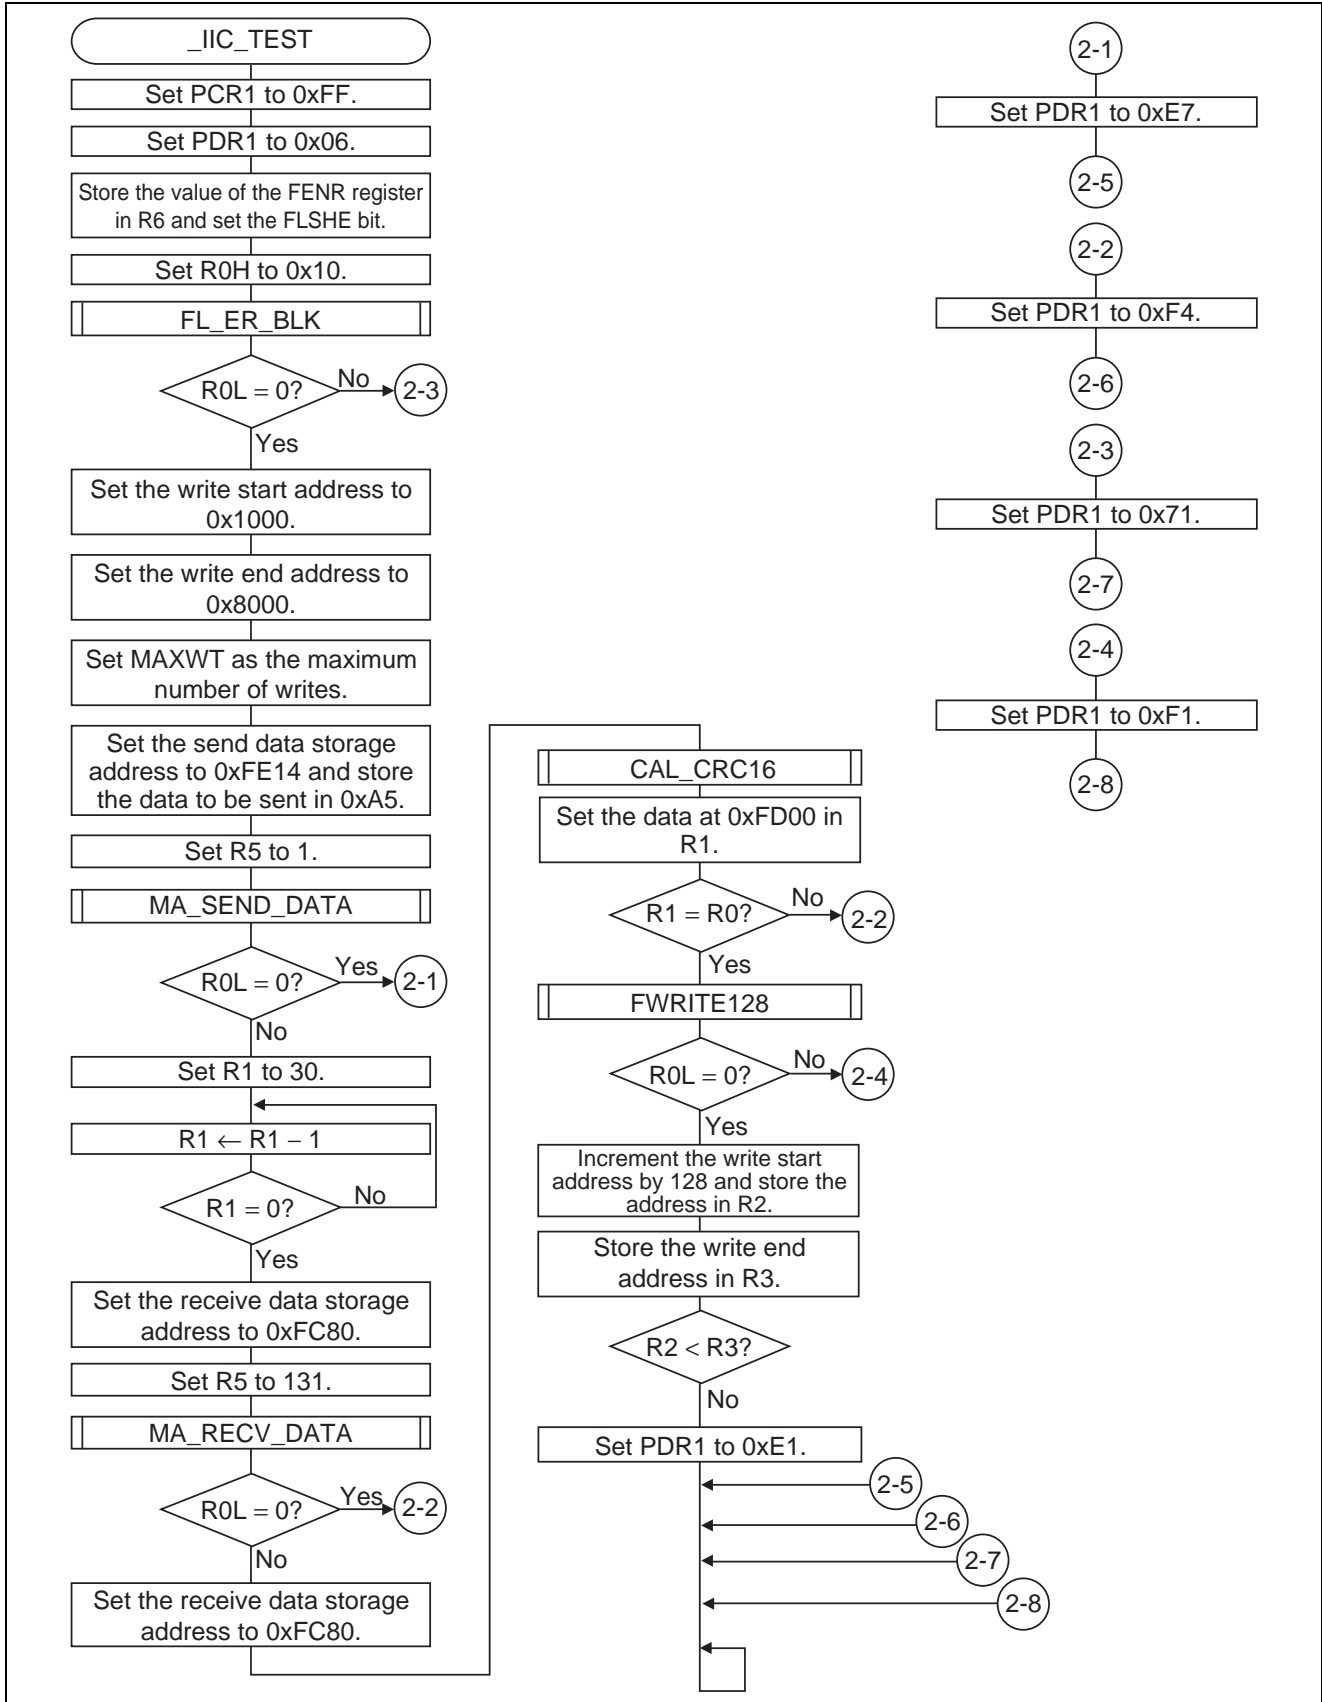 _IIC_TEST
Set PCR1 to 0xFF.
Set PDR1 to 0x06.
Store the value of the FENR register
in R6 and set the FLSHE bit.
Set R0H to 0x10.
FL_ER_BLK
R0L = 0?
No
2-3
Yes
Set the write start address to
0x1000.
Set the write end address to
0x8000.
Set MAXWT as the maximum
number of writes.
Set the send data storage
address to 0xFE14 and store
the data to be sent in 0xA5.
Set R5 to 1.
MA_SEND_DATA
R0L = 0?
Yes
2-1
No
Set R1 to 30.
R1 ← R1 − 1
R1 = 0?
No
Yes
Set the receive data storage
address to 0xFC80.
Set R5 to 131.
MA_RECV_DATA
R0L = 0?
Yes
2-2
No
Set the receive data storage
address to 0xFC80.
CAL_CRC16
Set the data at 0xFD00 in
R1.
R1 = R0?
No
2-2
Yes
FWRITE128
R0L = 0?
No
2-4
Yes
Increment the write start
address by 128 and store the
address in R2.
Store the write end
address in R3.
R2 < R3?
No
Set PDR1 to 0xE1.
2-5
2-6
2-7
2-8
2-1
Set PDR1 to 0xE7.
2-5
2-2
Set PDR1 to 0xF4.
2-6
2-3
Set PDR1 to 0x71.
2-7
2-4
Set PDR1 to 0xF1.
2-8